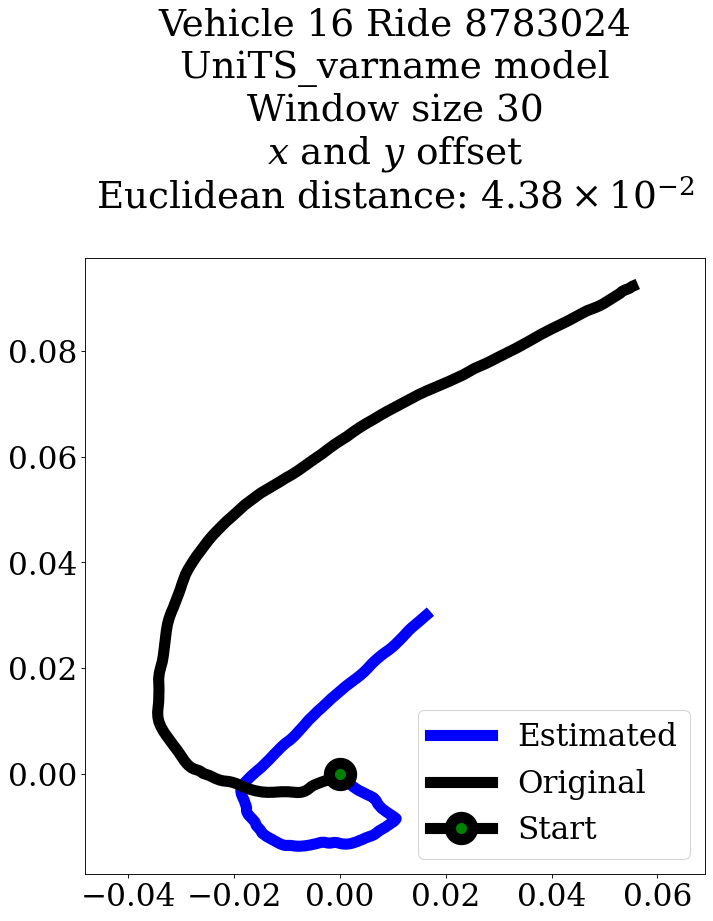 Vehicle 16 Ride 8783024
UniTS_varname model
Window size 30
x and y offset
Euclidean distance: 4.38 × 10⁻²
0.08
0.06
0.04
0.02
0.00
−0.04 −0.02 0.00 0.02 0.04 0.06
Estimated
Original
Start